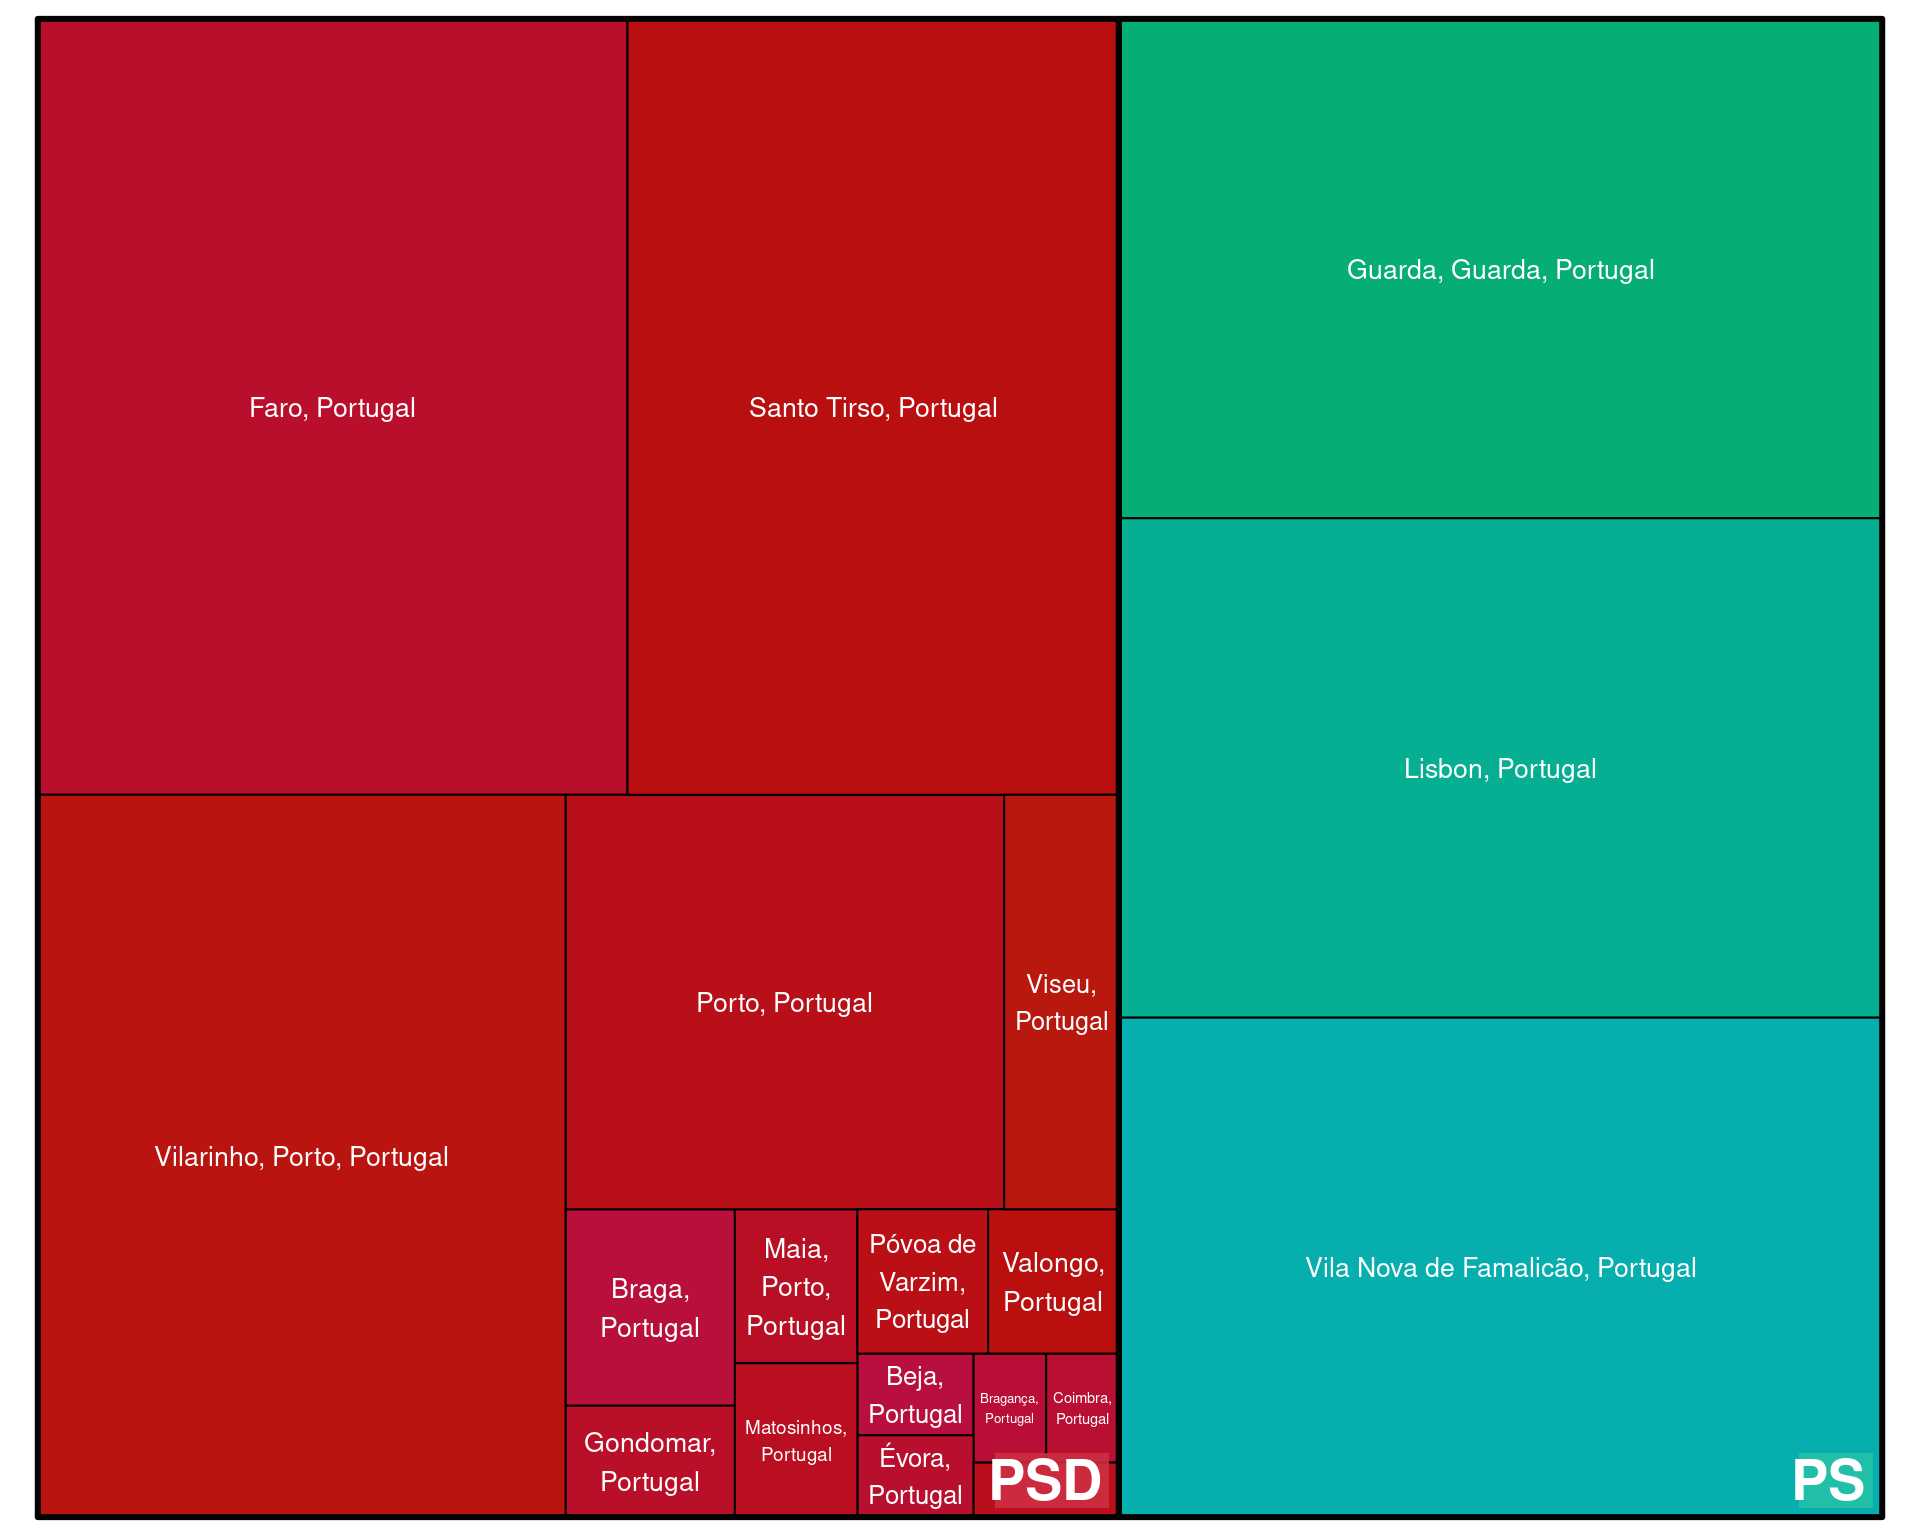 Faro, Portugal
Santo Tirso, Portugal
Guarda, Guarda, Portugal
Lisbon, Portugal
Vila Nova de Famalicão, Portugal
Vilarinho, Porto, Portugal
Porto, Portugal
Viseu,
Portugal
Braga,
Portugal
Maia,
Porto,
Portugal
Póvoa de
Varzim,
Portugal
Valongo,
Portugal
Gondomar,
Portugal
Matosinhos,
Portugal
Beja,
Portugal
Bragança,
Portugal
Coimbra,
Portugal
Évora,
Portugal
PSD
PS